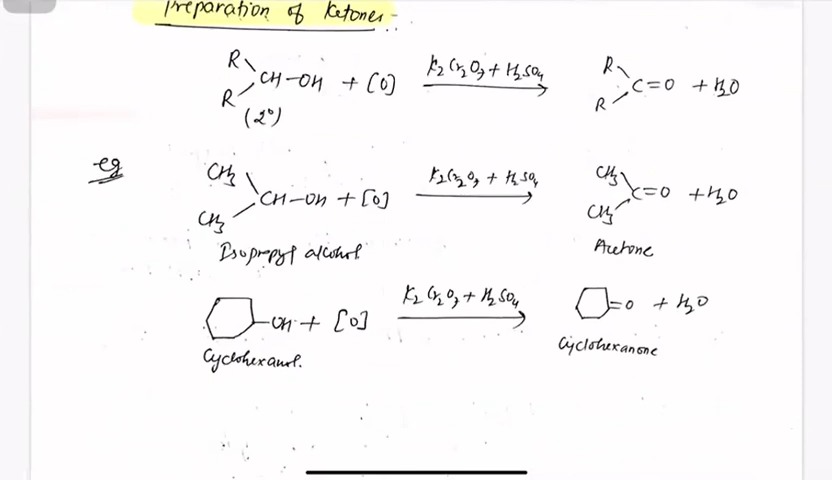 Preparation of Ketones -
R
R CH-OH + [O] K2Cr2O7 + H2SO4 R
R C=O + H2O
(2°)
eg
CH3
CH3 CH-OH + [O] K2Cr2O7 + H2SO4 CH3
CH3 C=O + H2O
Isopropyl alcohol Acetone
-OH + [O] K2Cr2O7 + H2SO4 =O + H2O
Cyclohexanol. Cyclohexanone